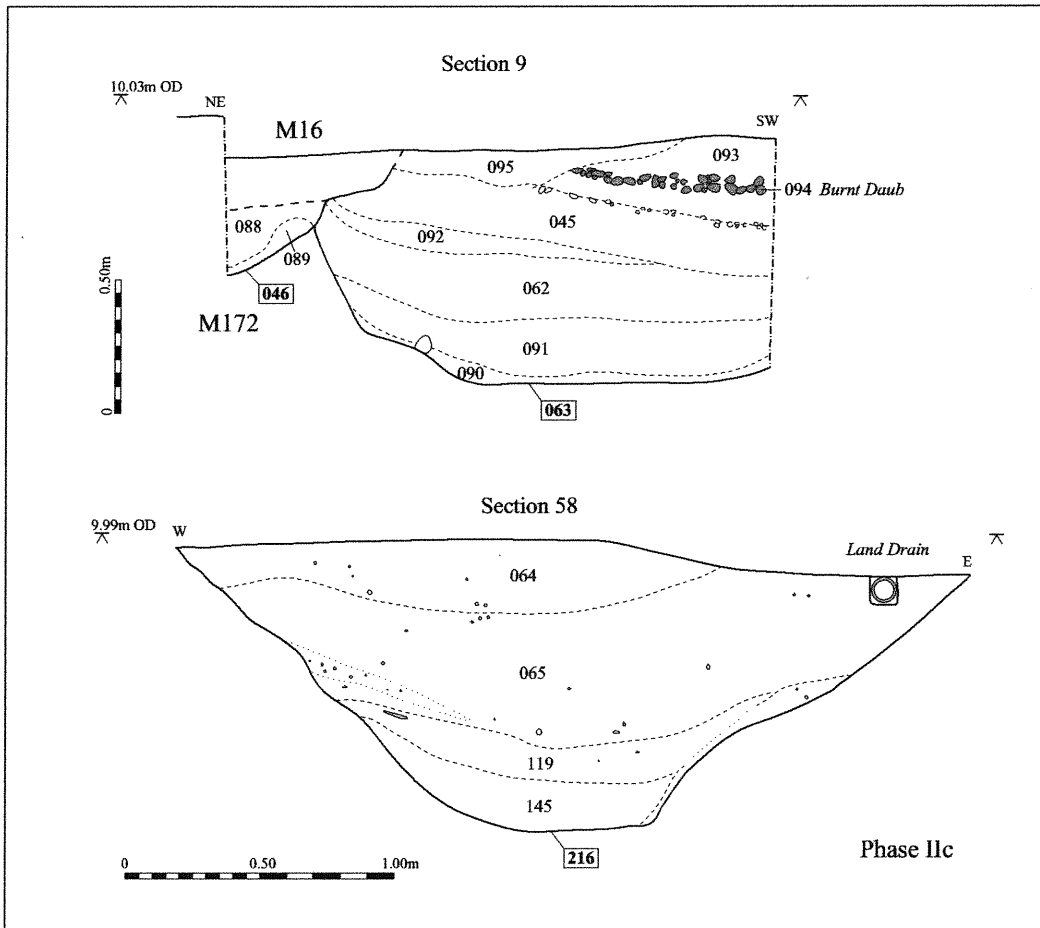 Section 9
10.03m OD
NE
SW
M16
093
095
094 Burnt Daub
045
088
092
089
0.50m
062
046
M172
091
090
0
063
Section 58
9.99m OD
W
Land Drain
E
064
065
119
145
216
Phase IIc
0 0.50 1.00m